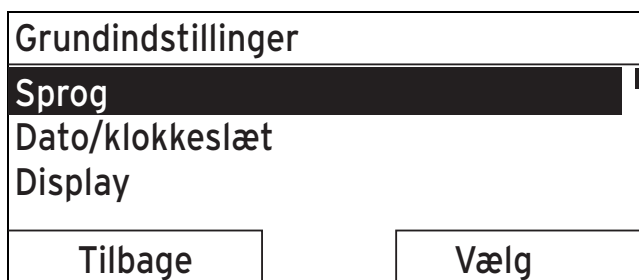 Grundindstillinger
Sprog
Dato/klokkeslæt
Display
Tilbage
Vælg